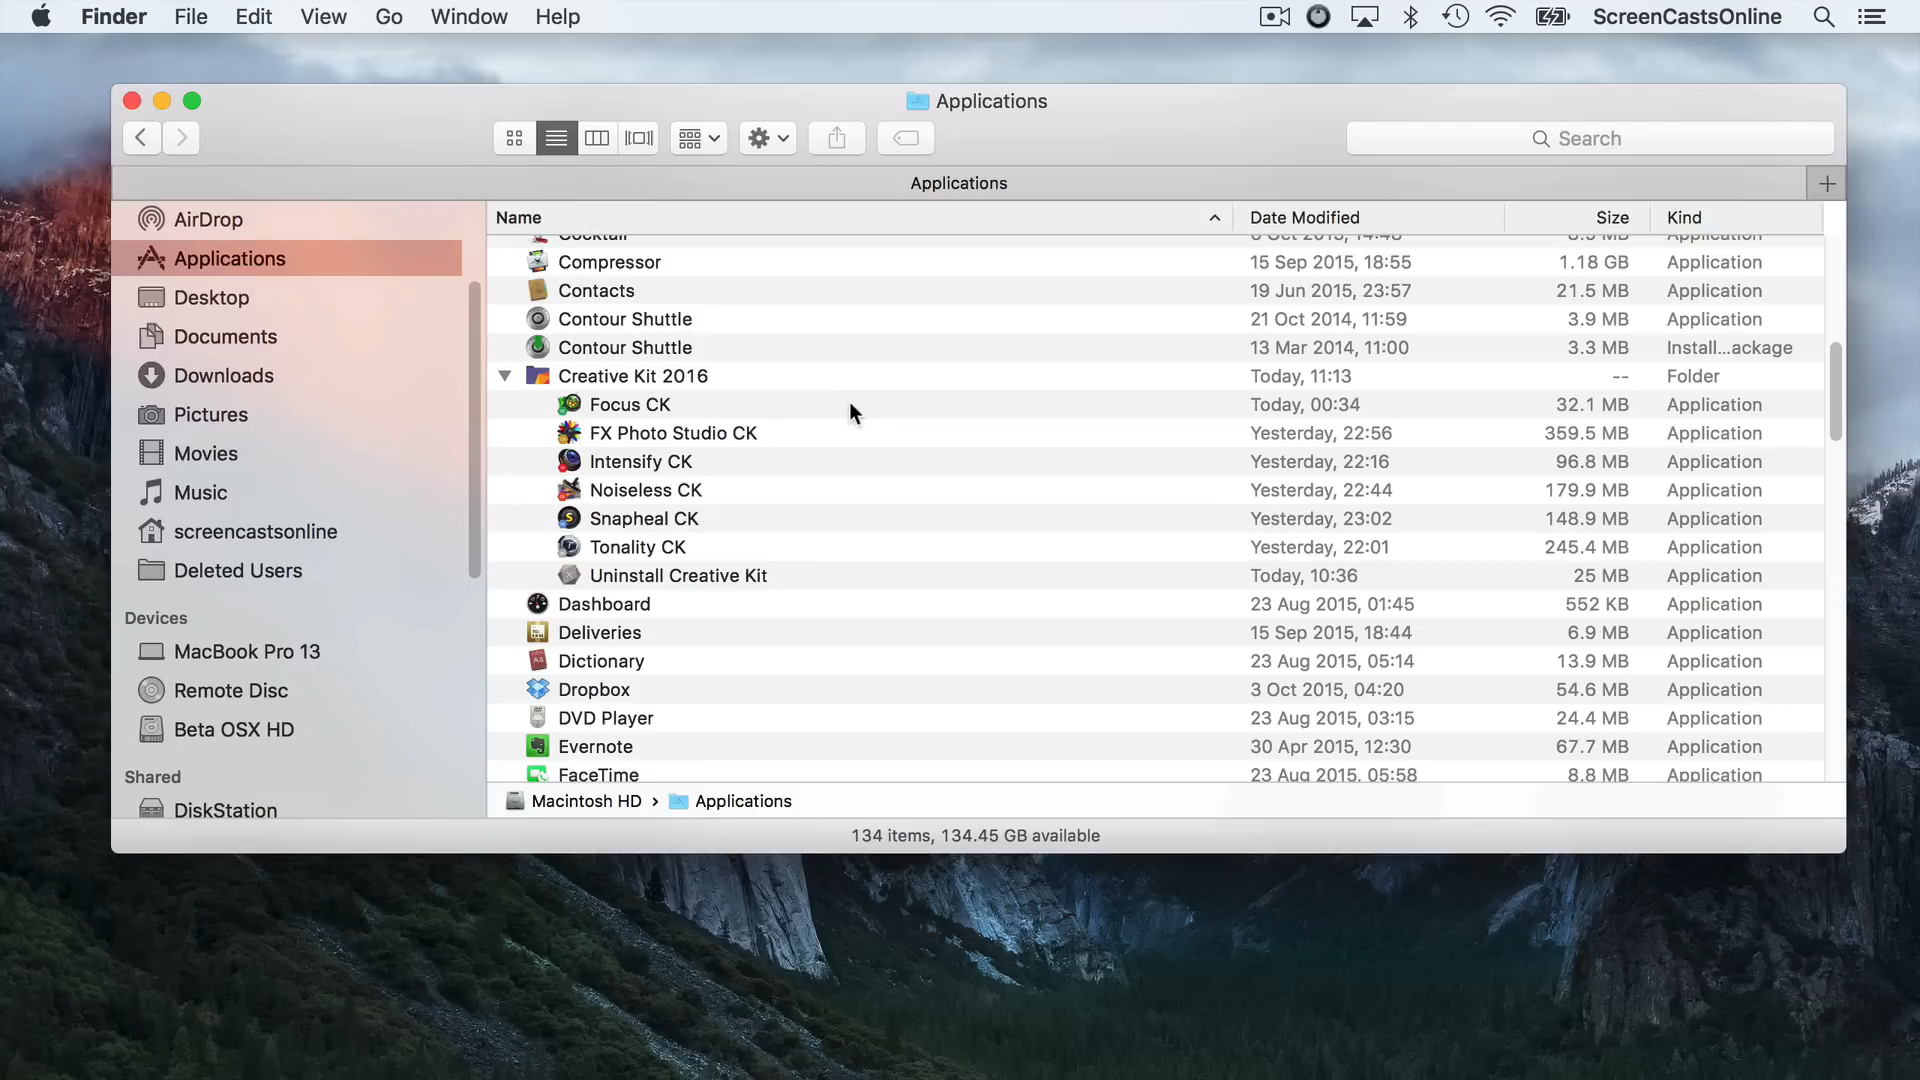 Finder File Edit View Go Window Help ScreenCastsOnline
Applications
Search
Applications
AirDrop
Applications
Desktop
Documents
Downloads
Pictures
Movies
Music
screencastsonline
Deleted Users
Devices
MacBook Pro 13
Remote Disc
Beta OSX HD
Shared
DiskStation
Name Date Modified Size Kind
Cocktail 6 Oct 2015, 14:48 8.5 MB Application
Compressor 15 Sep 2015, 18:55 1.18 GB Application
Contacts 19 Jun 2015, 23:57 21.5 MB Application
Contour Shuttle 21 Oct 2014, 11:59 3.9 MB Application
Contour Shuttle 13 Mar 2014, 11:00 3.3 MB Install...ackage
Creative Kit 2016 Today, 11:13 -- Folder
Focus CK Today, 00:34 32.1 MB Application
FX Photo Studio CK Yesterday, 22:56 359.5 MB Application
Intensify CK Yesterday, 22:16 96.8 MB Application
Noiseless CK Yesterday, 22:44 179.9 MB Application
Snapheal CK Yesterday, 23:02 148.9 MB Application
Tonality CK Yesterday, 22:01 245.4 MB Application
Uninstall Creative Kit Today, 10:36 25 MB Application
Dashboard 23 Aug 2015, 01:45 552 KB Application
Deliveries 15 Sep 2015, 18:44 6.9 MB Application
Dictionary 23 Aug 2015, 05:14 13.9 MB Application
Dropbox 3 Oct 2015, 04:20 54.6 MB Application
DVD Player 23 Aug 2015, 03:15 24.4 MB Application
Evernote 30 Apr 2015, 12:30 67.7 MB Application
FaceTime 23 Aug 2015, 05:58 8.8 MB Application
Macintosh HD › Applications
134 items, 134.45 GB available